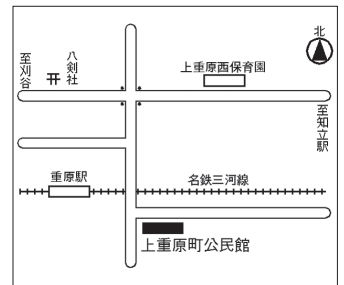 北
八剣社
至刈谷
上重原西保育園
至知立駅
重原駅
名鉄三河線
上重原町公民館